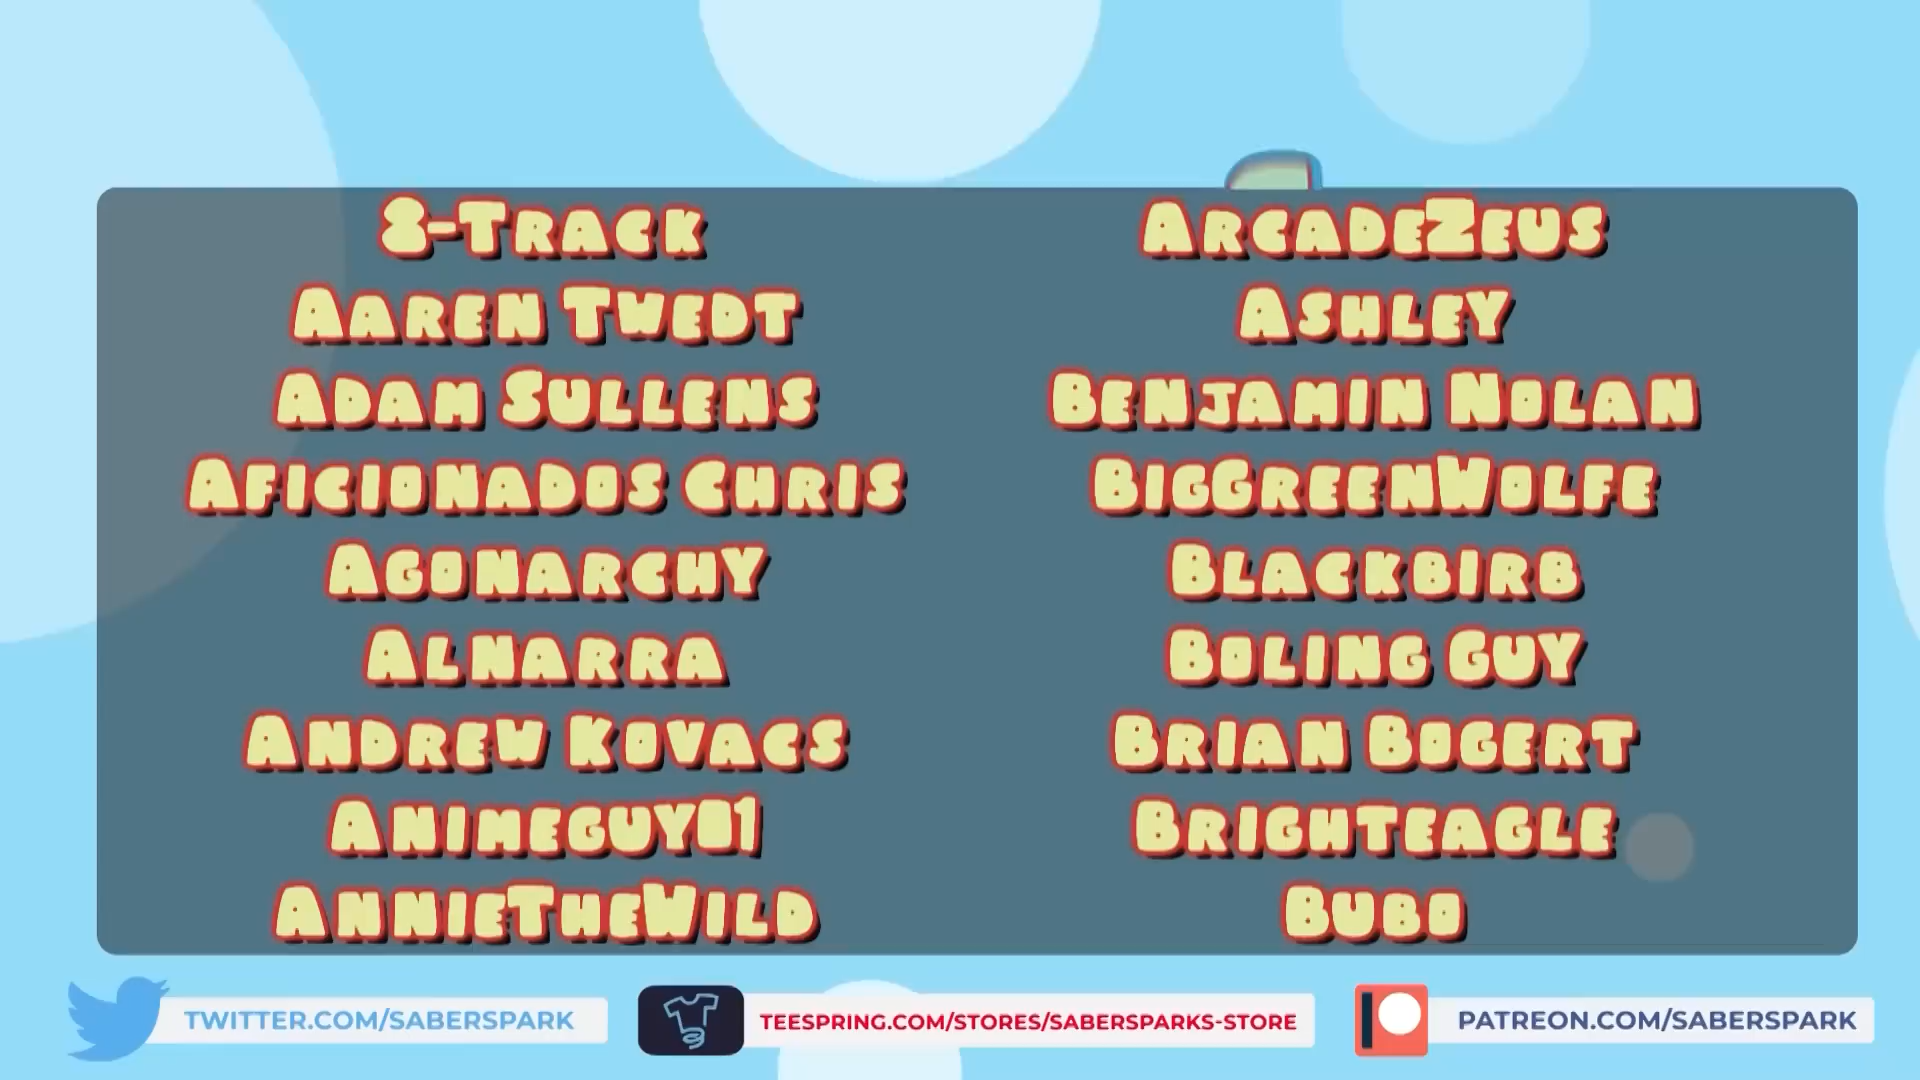 8-Track
Aaren Twedt
Adam Sullens
Aficionados Chris
Agonarchy
Alnarra
Andrew Kovacs
Animeguy01
AnnieTheWild
ArcadeZeus
Ashley
Benjamin Nolan
BigGreenWolfe
Blackbirb
Boling Guy
Brian Bogert
Brighteagle
Bubo
TWITTER.COM/SABERSPARK
TEESPRING.COM/STORES/SABERSPARKS-STORE
PATREON.COM/SABERSPARK